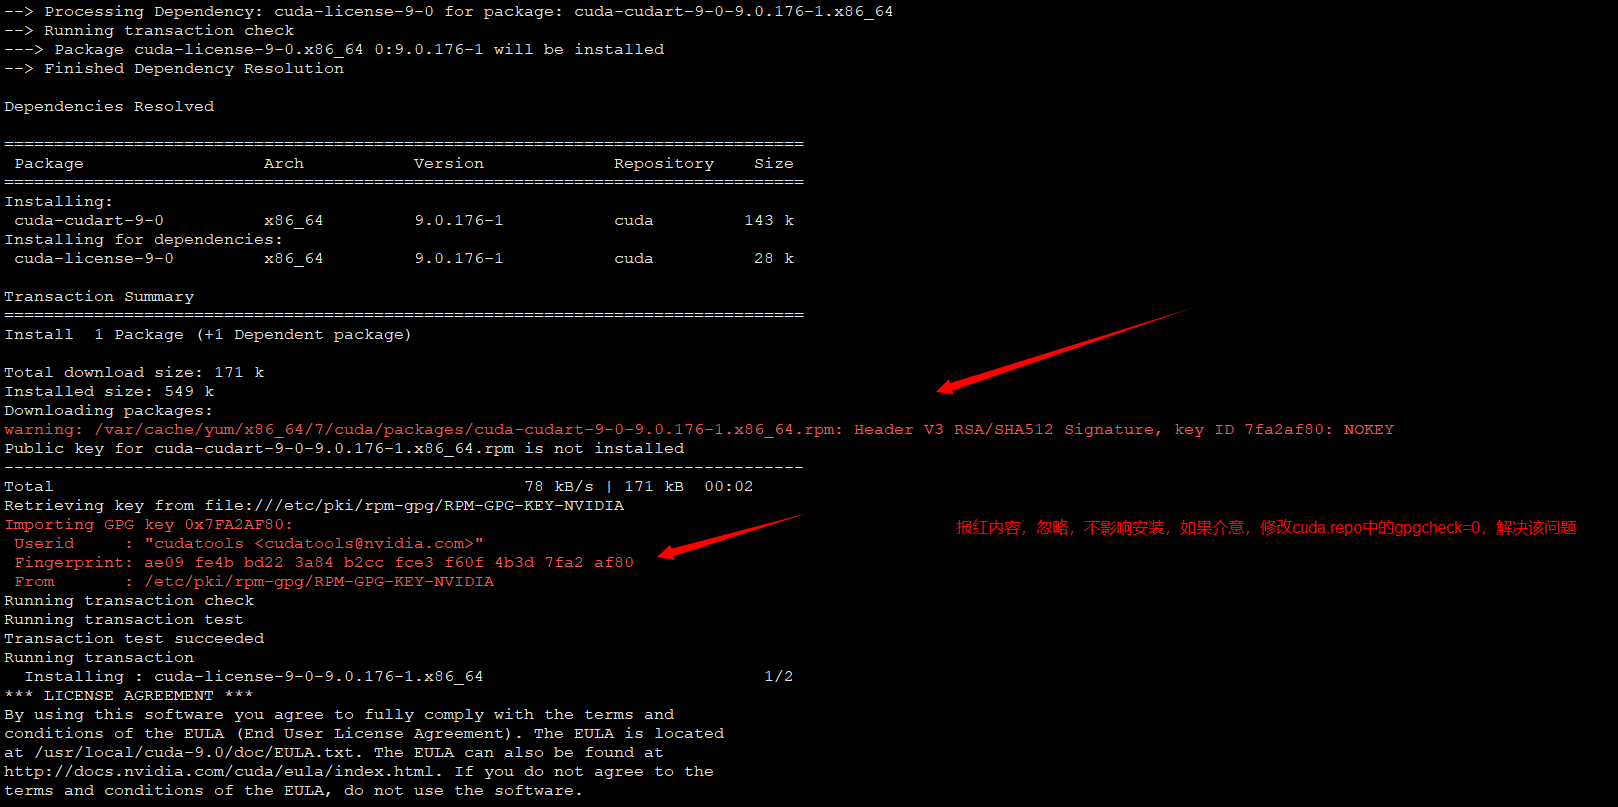 --> Processing Dependency: cuda-license-9-0 for package: cuda-cudart-9-0-9.0.176-1.x86_64
--> Running transaction check
---> Package cuda-license-9-0.x86_64 0:9.0.176-1 will be installed
--> Finished Dependency Resolution
Dependencies Resolved
================================================================================
Package Arch Version Repository Size
================================================================================
Installing:
cuda-cudart-9-0 x86_64 9.0.176-1 cuda 143 k
Installing for dependencies:
cuda-license-9-0 x86_64 9.0.176-1 cuda 28 k
Transaction Summary
================================================================================
Install 1 Package (+1 Dependent package)
Total download size: 171 k
Installed size: 549 k
Downloading packages:
warning: /var/cache/yum/x86_64/7/cuda/packages/cuda-cudart-9-0-9.0.176-1.x86_64.rpm: Header V3 RSA/SHA512 Signature, key ID 7fa2af80: NOKEY
Public key for cuda-cudart-9-0-9.0.176-1.x86_64.rpm is not installed
--------------------------------------------------------------------------------
Total 78 kB/s | 171 kB 00:02
Retrieving key from file:///etc/pki/rpm-gpg/RPM-GPG-KEY-NVIDIA
Importing GPG key 0x7FA2AF80:
报红内容，忽略，不影响安装，如果介意，修改cuda.repo中的gpgcheck=0，解决该问题
Userid : "cudatools <cudatools@nvidia.com>"
Fingerprint: ae09 fe4b bd22 3a84 b2cc fce3 f60f 4b3d 7fa2 af80
From : /etc/pki/rpm-gpg/RPM-GPG-KEY-NVIDIA
Running transaction check
Running transaction test
Transaction test succeeded
Running transaction
Installing : cuda-license-9-0-9.0.176-1.x86_64 1/2
*** LICENSE AGREEMENT ***
By using this software you agree to fully comply with the terms and
conditions of the EULA (End User License Agreement). The EULA is located
at /usr/local/cuda-9.0/doc/EULA.txt. The EULA can also be found at
http://docs.nvidia.com/cuda/eula/index.html. If you do not agree to the
terms and conditions of the EULA, do not use the software.